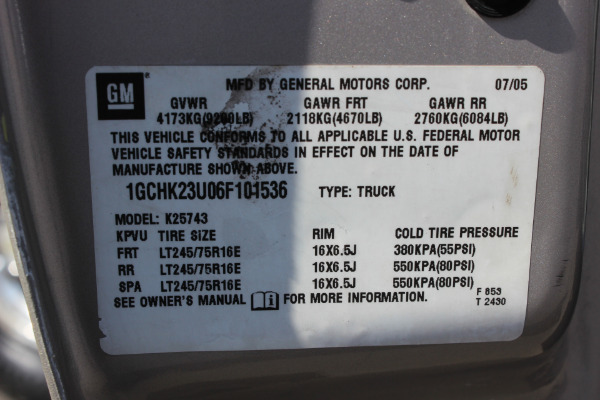 GM
MFD BY GENERAL MOTORS CORP. 07/05
GVWR GAWR FRT GAWR RR
4173KG(9200LB) 2118KG(4670LB) 2760KG(6084LB)
THIS VEHICLE CONFORMS TO ALL APPLICABLE U.S. FEDERAL MOTOR
VEHICLE SAFETY STANDARDS IN EFFECT ON THE DATE OF
MANUFACTURE SHOWN ABOVE.
1GCHK23U06F101536 TYPE: TRUCK
MODEL: K25743
KPVU TIRE SIZE RIM COLD TIRE PRESSURE
FRT LT245/75R16E 16X6.5J 380KPA(55PSI)
RR LT245/75R16E 16X6.5J 550KPA(80PSI)
SPA LT245/75R16E 16X6.5J 550KPA(80PSI)
SEE OWNER'S MANUAL FOR MORE INFORMATION.
F 853
T 2430